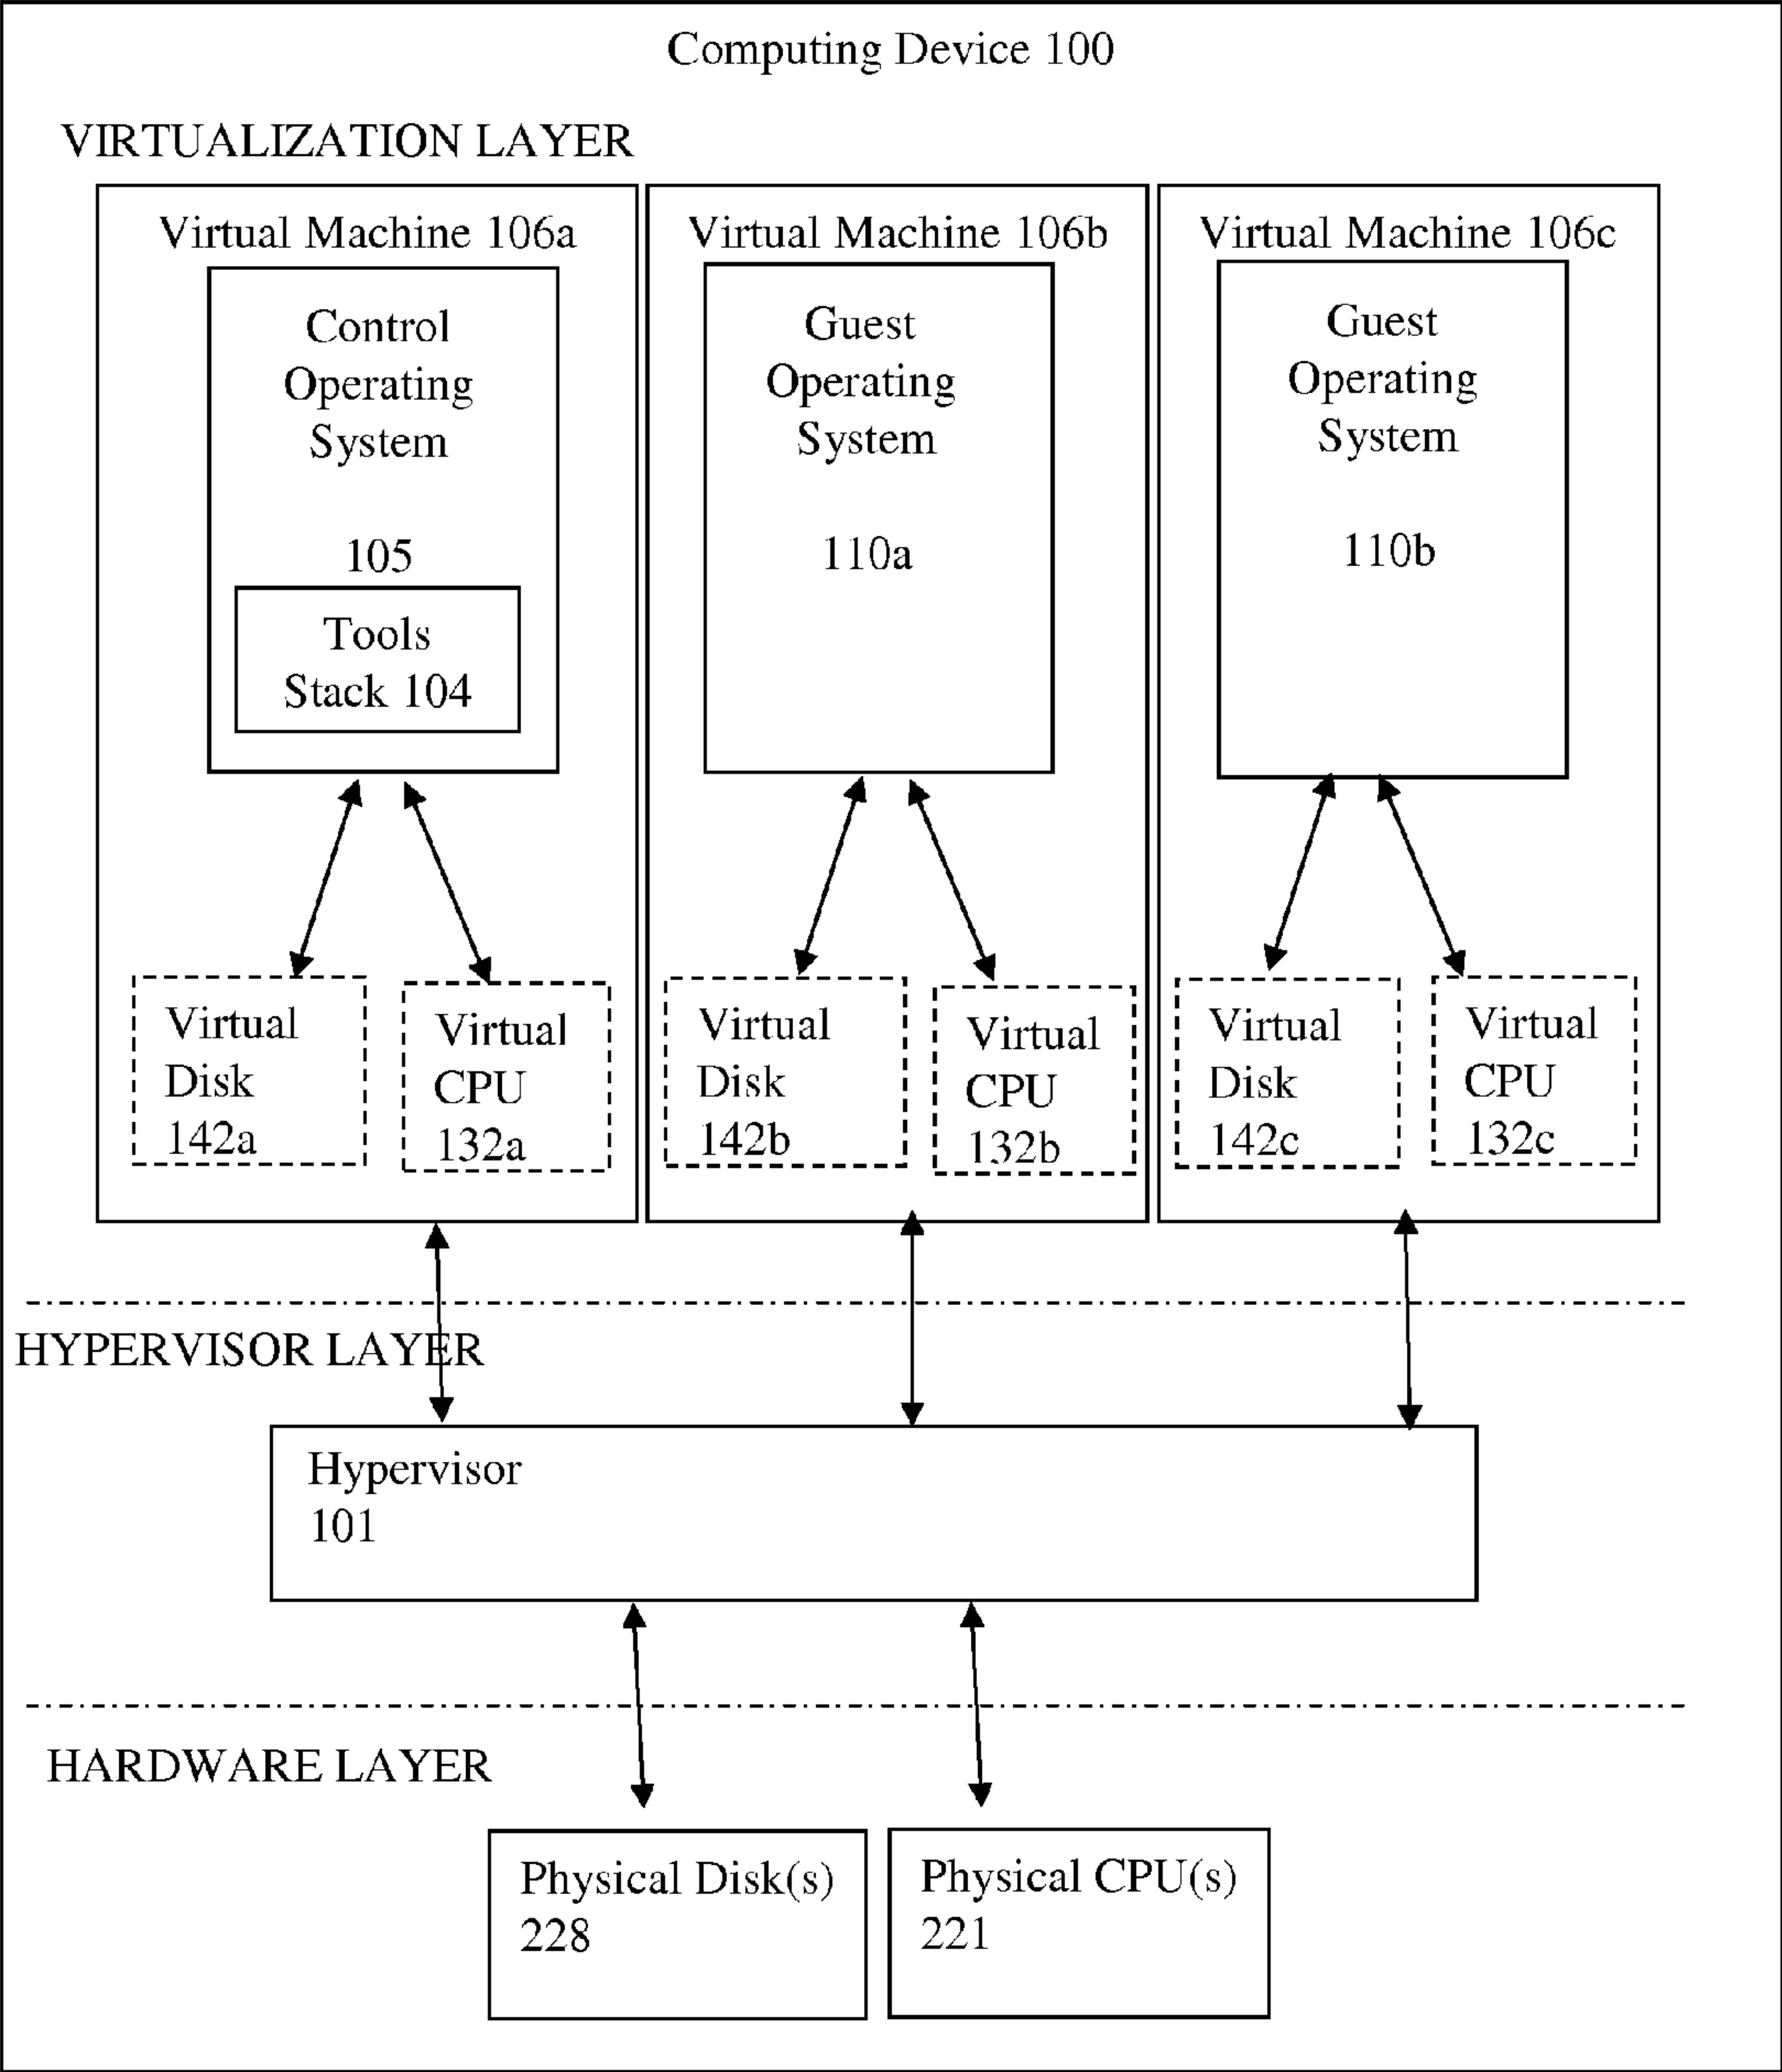 Computing Device 100
VIRTUALIZATION LAYER
Virtual Machine 106a
Control
Operating
System
105
Tools
Stack 104
Virtual
Disk
142a
Virtual
CPU
132a
Virtual Machine 106b
Guest
Operating
System
110a
Virtual
Disk
142b
Virtual
CPU
132b
Virtual Machine 106c
Guest
Operating
System
110b
Virtual
Disk
142c
Virtual
CPU
132c
HYPERVISOR LAYER
Hypervisor
101
HARDWARE LAYER
Physical Disk(s)
228
Physical CPU(s)
221